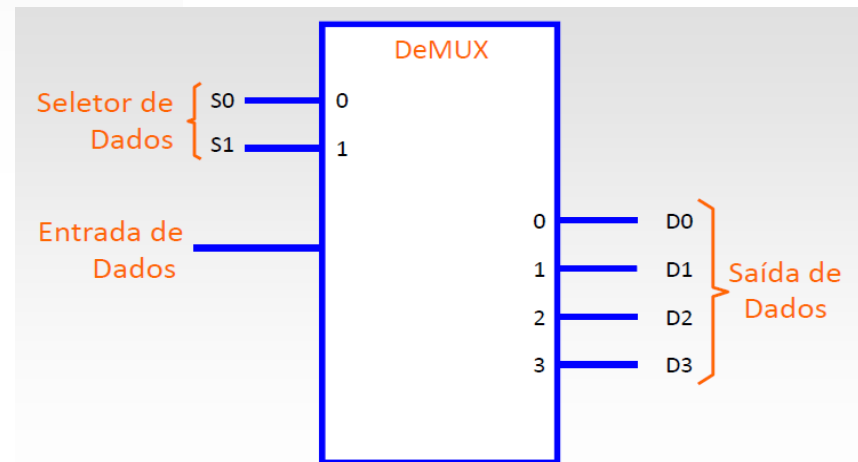 DeMUX
Seletor de
Dados
S0
0
S1
1
Entrada de
Dados
0
D0
1
D1
2
D2
3
D3
Saída de
Dados